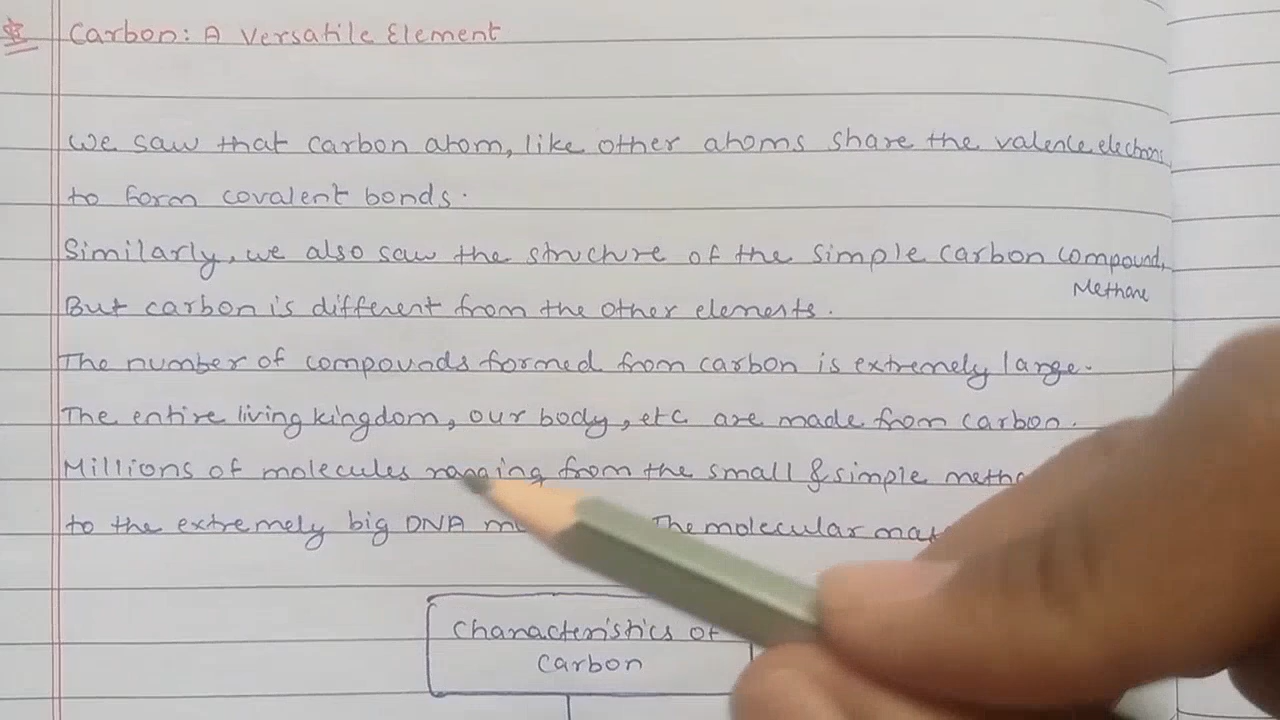 Carbon: A Versatile Element
We saw that carbon atom, like other atoms share the valence electrons
to form covalent bonds.
Similarly, we also saw the structure of the simple carbon compound,
Methane
But carbon is different from the other elements.
The number of compounds formed from carbon is extremely large.
The entire living kingdom, our body, etc are made from carbon.
Millions of molecules ranging from the small & simple
to the extremely big DNA The molecular
Characteristics of
Carbon